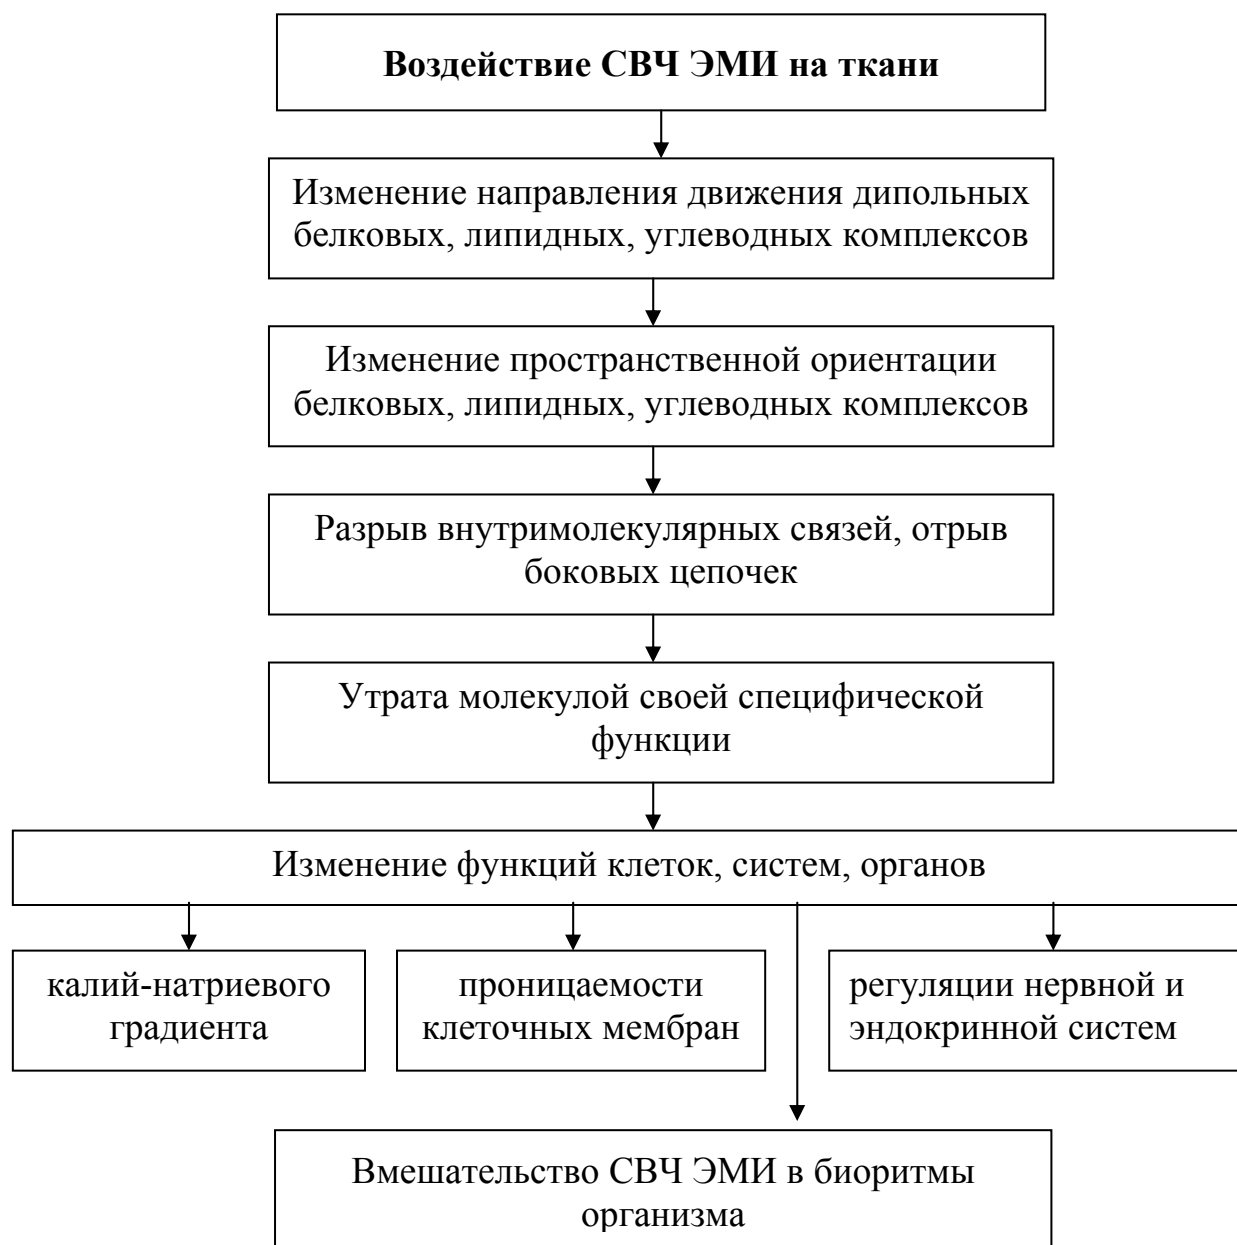 Воздействие СВЧ ЭМИ на ткани
Изменение направления движения дипольных
белковых, липидных, углеводных комплексов
Изменение пространственной ориентации
белковых, липидных, углеводных комплексов
Разрыв внутримолекулярных связей, отрыв
боковых цепочек
Утрата молекулой своей специфической
функции
Изменение функций клеток, систем, органов
калий-натриевого
градиента
проницаемости
клеточных мембран
регуляции нервной и
эндокринной систем
Вмешательство СВЧ ЭМИ в биоритмы
организма